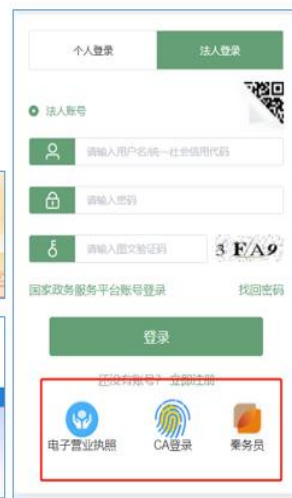 个人登录 法人登录
法人账号
请输入用户名/统一社会信用代码
请输入密码
请输入图文验证码 3 F A 9
国家政务服务平台账号登录 找回密码
登录
还没有账号？ 立即注册
电子营业执照 CA登录 秦务员